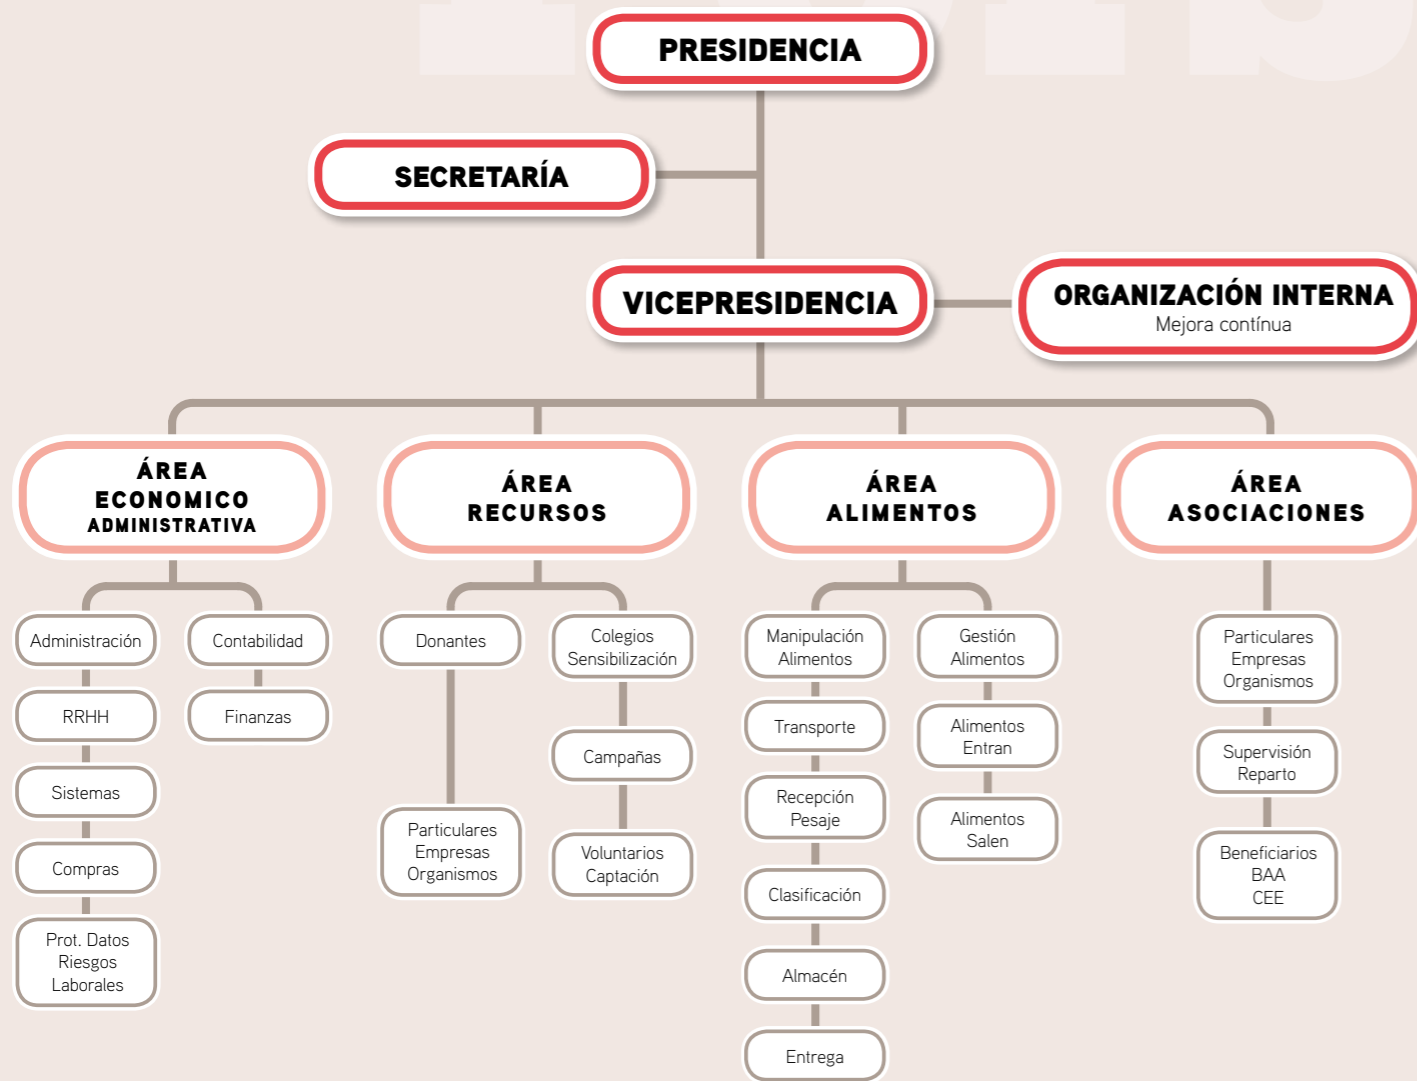 PRESIDENCIA
SECRETARÍA
VICEPRESIDENCIA
ORGANIZACIÓN INTERNA
Mejora contínua
ÁREA
ECONOMICO
ADMINISTRATIVA
ÁREA
RECURSOS
ÁREA
ALIMENTOS
ÁREA
ASOCIACIONES
Administración
RRHH
Sistemas
Compras
Prot. Datos
Riesgos
Laborales
Contabilidad
Finanzas
Donantes
Particulares
Empresas
Organismos
Colegios
Sensibilización
Campañas
Voluntarios
Captación
Manipulación
Alimentos
Transporte
Recepción
Pesaje
Clasificación
Almacén
Entrega
Gestión
Alimentos
Alimentos
Entran
Alimentos
Salen
Particulares
Empresas
Organismos
Supervisión
Reparto
Beneficiarios
BAA
CEE